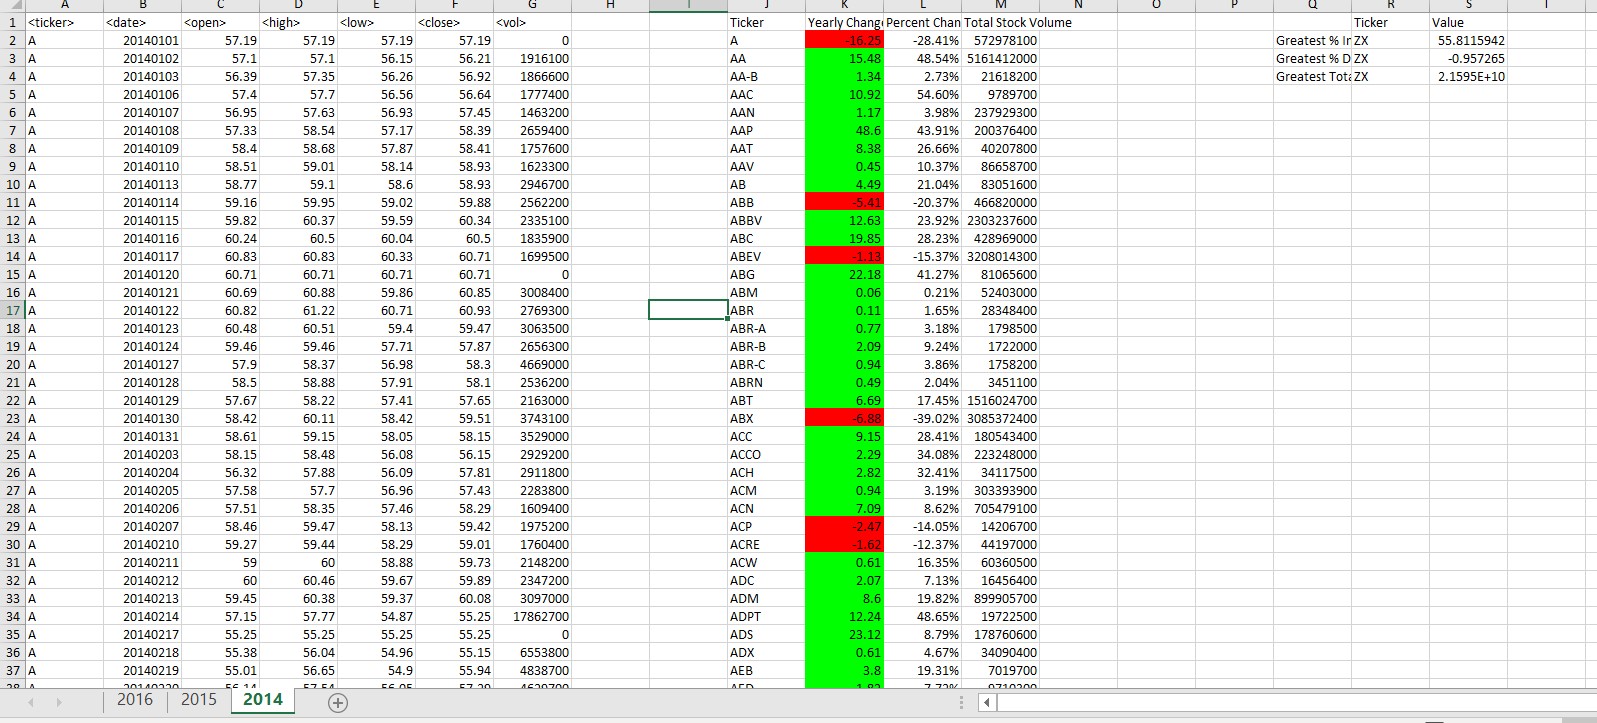 A B C D E F G H I J K L M N O P Q R S T
1 <ticker> <date> <open> <high> <low> <close> <vol> Ticker Yearly Chang Percent Chan Total Stock Volume Ticker Value
2 A 20140101 57.19 57.19 57.19 57.19 0 A -16.25 -28.41% 572978100 Greatest % In ZX 55.8115942
3 A 20140102 57.1 57.1 56.15 56.21 1916100 AA 15.48 48.54% 5161412000 Greatest % D ZX -0.957265
4 A 20140103 56.39 57.35 56.26 56.92 1866600 AA-B 1.34 2.73% 21618200 Greatest Tota ZX 2.1595E+10
5 A 20140106 57.4 57.7 56.56 56.64 1777400 AAC 10.92 54.60% 9789700
6 A 20140107 56.95 57.63 56.93 57.45 1463200 AAN 1.17 3.98% 237929300
7 A 20140108 57.33 58.54 57.17 58.39 2659400 AAP 48.6 43.91% 200376400
8 A 20140109 58.4 58.68 57.87 58.41 1757600 AAT 8.38 26.66% 40207800
9 A 20140110 58.51 59.01 58.14 58.93 1623300 AAV 0.45 10.37% 86658700
10 A 20140113 58.77 59.1 58.6 58.93 2946700 AB 4.49 21.04% 83051600
11 A 20140114 59.16 59.95 59.02 59.88 2562200 ABB -5.41 -20.37% 466820000
12 A 20140115 59.82 60.37 59.59 60.34 2335100 ABBV 12.63 23.92% 2303237600
13 A 20140116 60.24 60.5 60.04 60.5 1835900 ABC 19.85 28.23% 428969000
14 A 20140117 60.83 60.83 60.33 60.71 1699500 ABEV -1.13 -15.37% 3208014300
15 A 20140120 60.71 60.71 60.71 60.71 0 ABG 22.18 41.27% 81065600
16 A 20140121 60.69 60.88 59.86 60.85 3008400 ABM 0.06 0.21% 52403000
17 A 20140122 60.82 61.22 60.71 60.93 2769300 ABR 0.11 1.65% 28348400
18 A 20140123 60.48 60.51 59.4 59.47 3063500 ABR-A 0.77 3.18% 1798500
19 A 20140124 59.46 59.46 57.71 57.87 2656300 ABR-B 2.09 9.24% 1722000
20 A 20140127 57.9 58.37 56.98 58.3 4669000 ABR-C 0.94 3.86% 1758200
21 A 20140128 58.5 58.88 57.91 58.1 2536200 ABRN 0.49 2.04% 3451100
22 A 20140129 57.67 58.22 57.41 57.65 2163000 ABT 6.69 17.45% 1516024700
23 A 20140130 58.42 60.11 58.42 59.51 3743100 ABX -6.88 -39.02% 3085372400
24 A 20140131 58.61 59.15 58.05 58.15 3529000 ACC 9.15 28.41% 180543400
25 A 20140203 58.15 58.48 56.08 56.15 2929200 ACCO 2.29 34.08% 223248000
26 A 20140204 56.32 57.88 56.09 57.81 2911800 ACH 2.82 32.41% 34117500
27 A 20140205 57.58 57.7 56.96 57.43 2283800 ACM 0.94 3.19% 303393900
28 A 20140206 57.51 58.35 57.46 58.29 1609400 ACN 7.09 8.62% 705479100
29 A 20140207 58.46 59.47 58.13 59.42 1975200 ACP -2.47 -14.05% 14206700
30 A 20140210 59.27 59.44 58.29 59.01 1760400 ACRE -1.62 -12.37% 44197000
31 A 20140211 59 60 58.88 59.73 2148200 ACW 0.61 16.35% 60360500
32 A 20140212 60 60.46 59.67 59.89 2347200 ADC 2.07 7.13% 16456400
33 A 20140213 59.45 60.38 59.37 60.08 3097000 ADM 8.6 19.82% 899905700
34 A 20140214 57.15 57.77 54.87 55.25 17862700 ADPT 12.24 48.65% 19722500
35 A 20140217 55.25 55.25 55.25 55.25 0 ADS 23.12 8.79% 178760600
36 A 20140218 55.38 56.04 54.96 55.15 6553800 ADX 0.61 4.67% 34090400
37 A 20140219 55.01 56.65 54.9 55.94 4838700 AEB 3.8 19.31% 7019700
2016 2015 2014